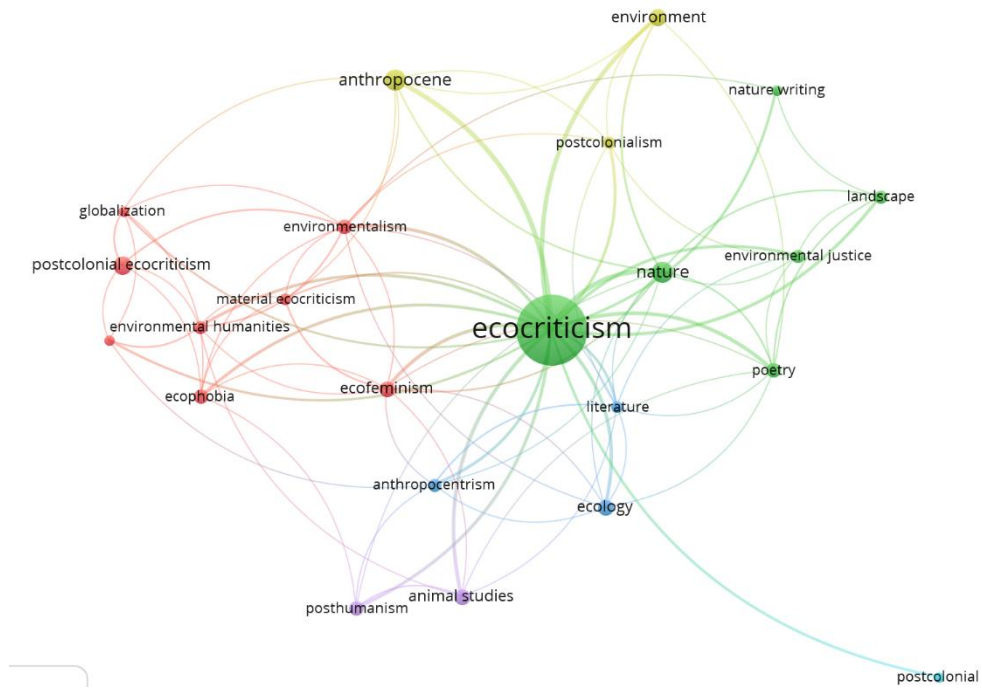 environment
anthropocene
nature writing
postcolonialism
landscape
globalization
environmentalism
environmental justice
postcolonial ecocriticism
nature
material ecocriticism
environmental humanities
ecocriticism
poetry
ecofeminism
ecophobia
literature
anthropocentrism
ecology
animal studies
posthumanism
postcolonial